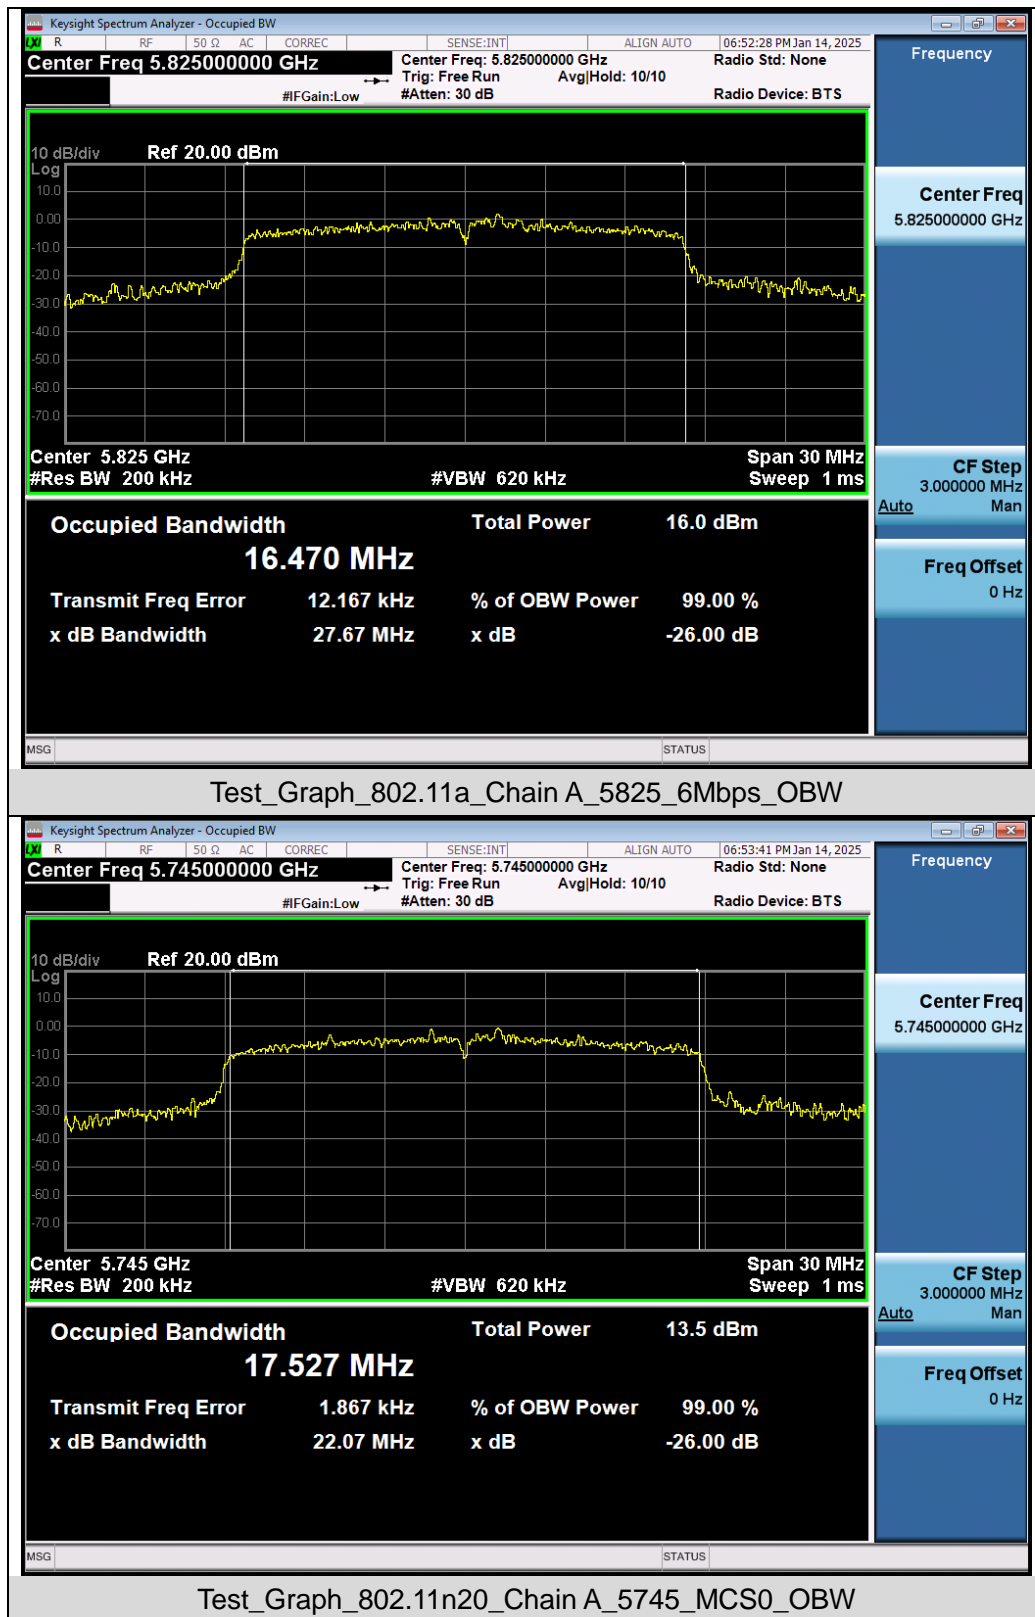 Keysight Spectrum Analyzer - Occupied BW
LXI R RF 50 Ω AC CORREC SENSE:INT ALIGN AUTO 06:52:28 PM Jan 14, 2025
Center Freq 5.825000000 GHz
Center Freq: 5.825000000 GHz
Radio Std: None
Trig: Free Run Avg|Hold: 10/10
#IFGain:Low
#Atten: 30 dB
Radio Device: BTS
Frequency
10 dB/div Ref 20.00 dBm
Log
10.0
0.00
-10.0
-20.0
-30.0
-40.0
-50.0
-60.0
-70.0
Center Freq
5.825000000 GHz
Center 5.825 GHz Span 30 MHz
#Res BW 200 kHz #VBW 620 kHz Sweep 1 ms
CF Step
3.000000 MHz
Auto Man
Occupied Bandwidth Total Power 16.0 dBm
16.470 MHz
Freq Offset
0 Hz
Transmit Freq Error 12.167 kHz % of OBW Power 99.00 %
x dB Bandwidth 27.67 MHz x dB -26.00 dB
MSG STATUS
Test_Graph_802.11a_Chain A_5825_6Mbps_OBW
Keysight Spectrum Analyzer - Occupied BW
LXI R RF 50 Ω AC CORREC SENSE:INT ALIGN AUTO 06:53:41 PM Jan 14, 2025
Center Freq 5.745000000 GHz
Center Freq: 5.745000000 GHz
Radio Std: None
Trig: Free Run Avg|Hold: 10/10
#IFGain:Low
#Atten: 30 dB
Radio Device: BTS
Frequency
10 dB/div Ref 20.00 dBm
Log
10.0
0.00
-10.0
-20.0
-30.0
-40.0
-50.0
-60.0
-70.0
Center Freq
5.745000000 GHz
Center 5.745 GHz Span 30 MHz
#Res BW 200 kHz #VBW 620 kHz Sweep 1 ms
CF Step
3.000000 MHz
Auto Man
Occupied Bandwidth Total Power 13.5 dBm
17.527 MHz
Freq Offset
0 Hz
Transmit Freq Error 1.867 kHz % of OBW Power 99.00 %
x dB Bandwidth 22.07 MHz x dB -26.00 dB
MSG STATUS
Test_Graph_802.11n20_Chain A_5745_MCS0_OBW